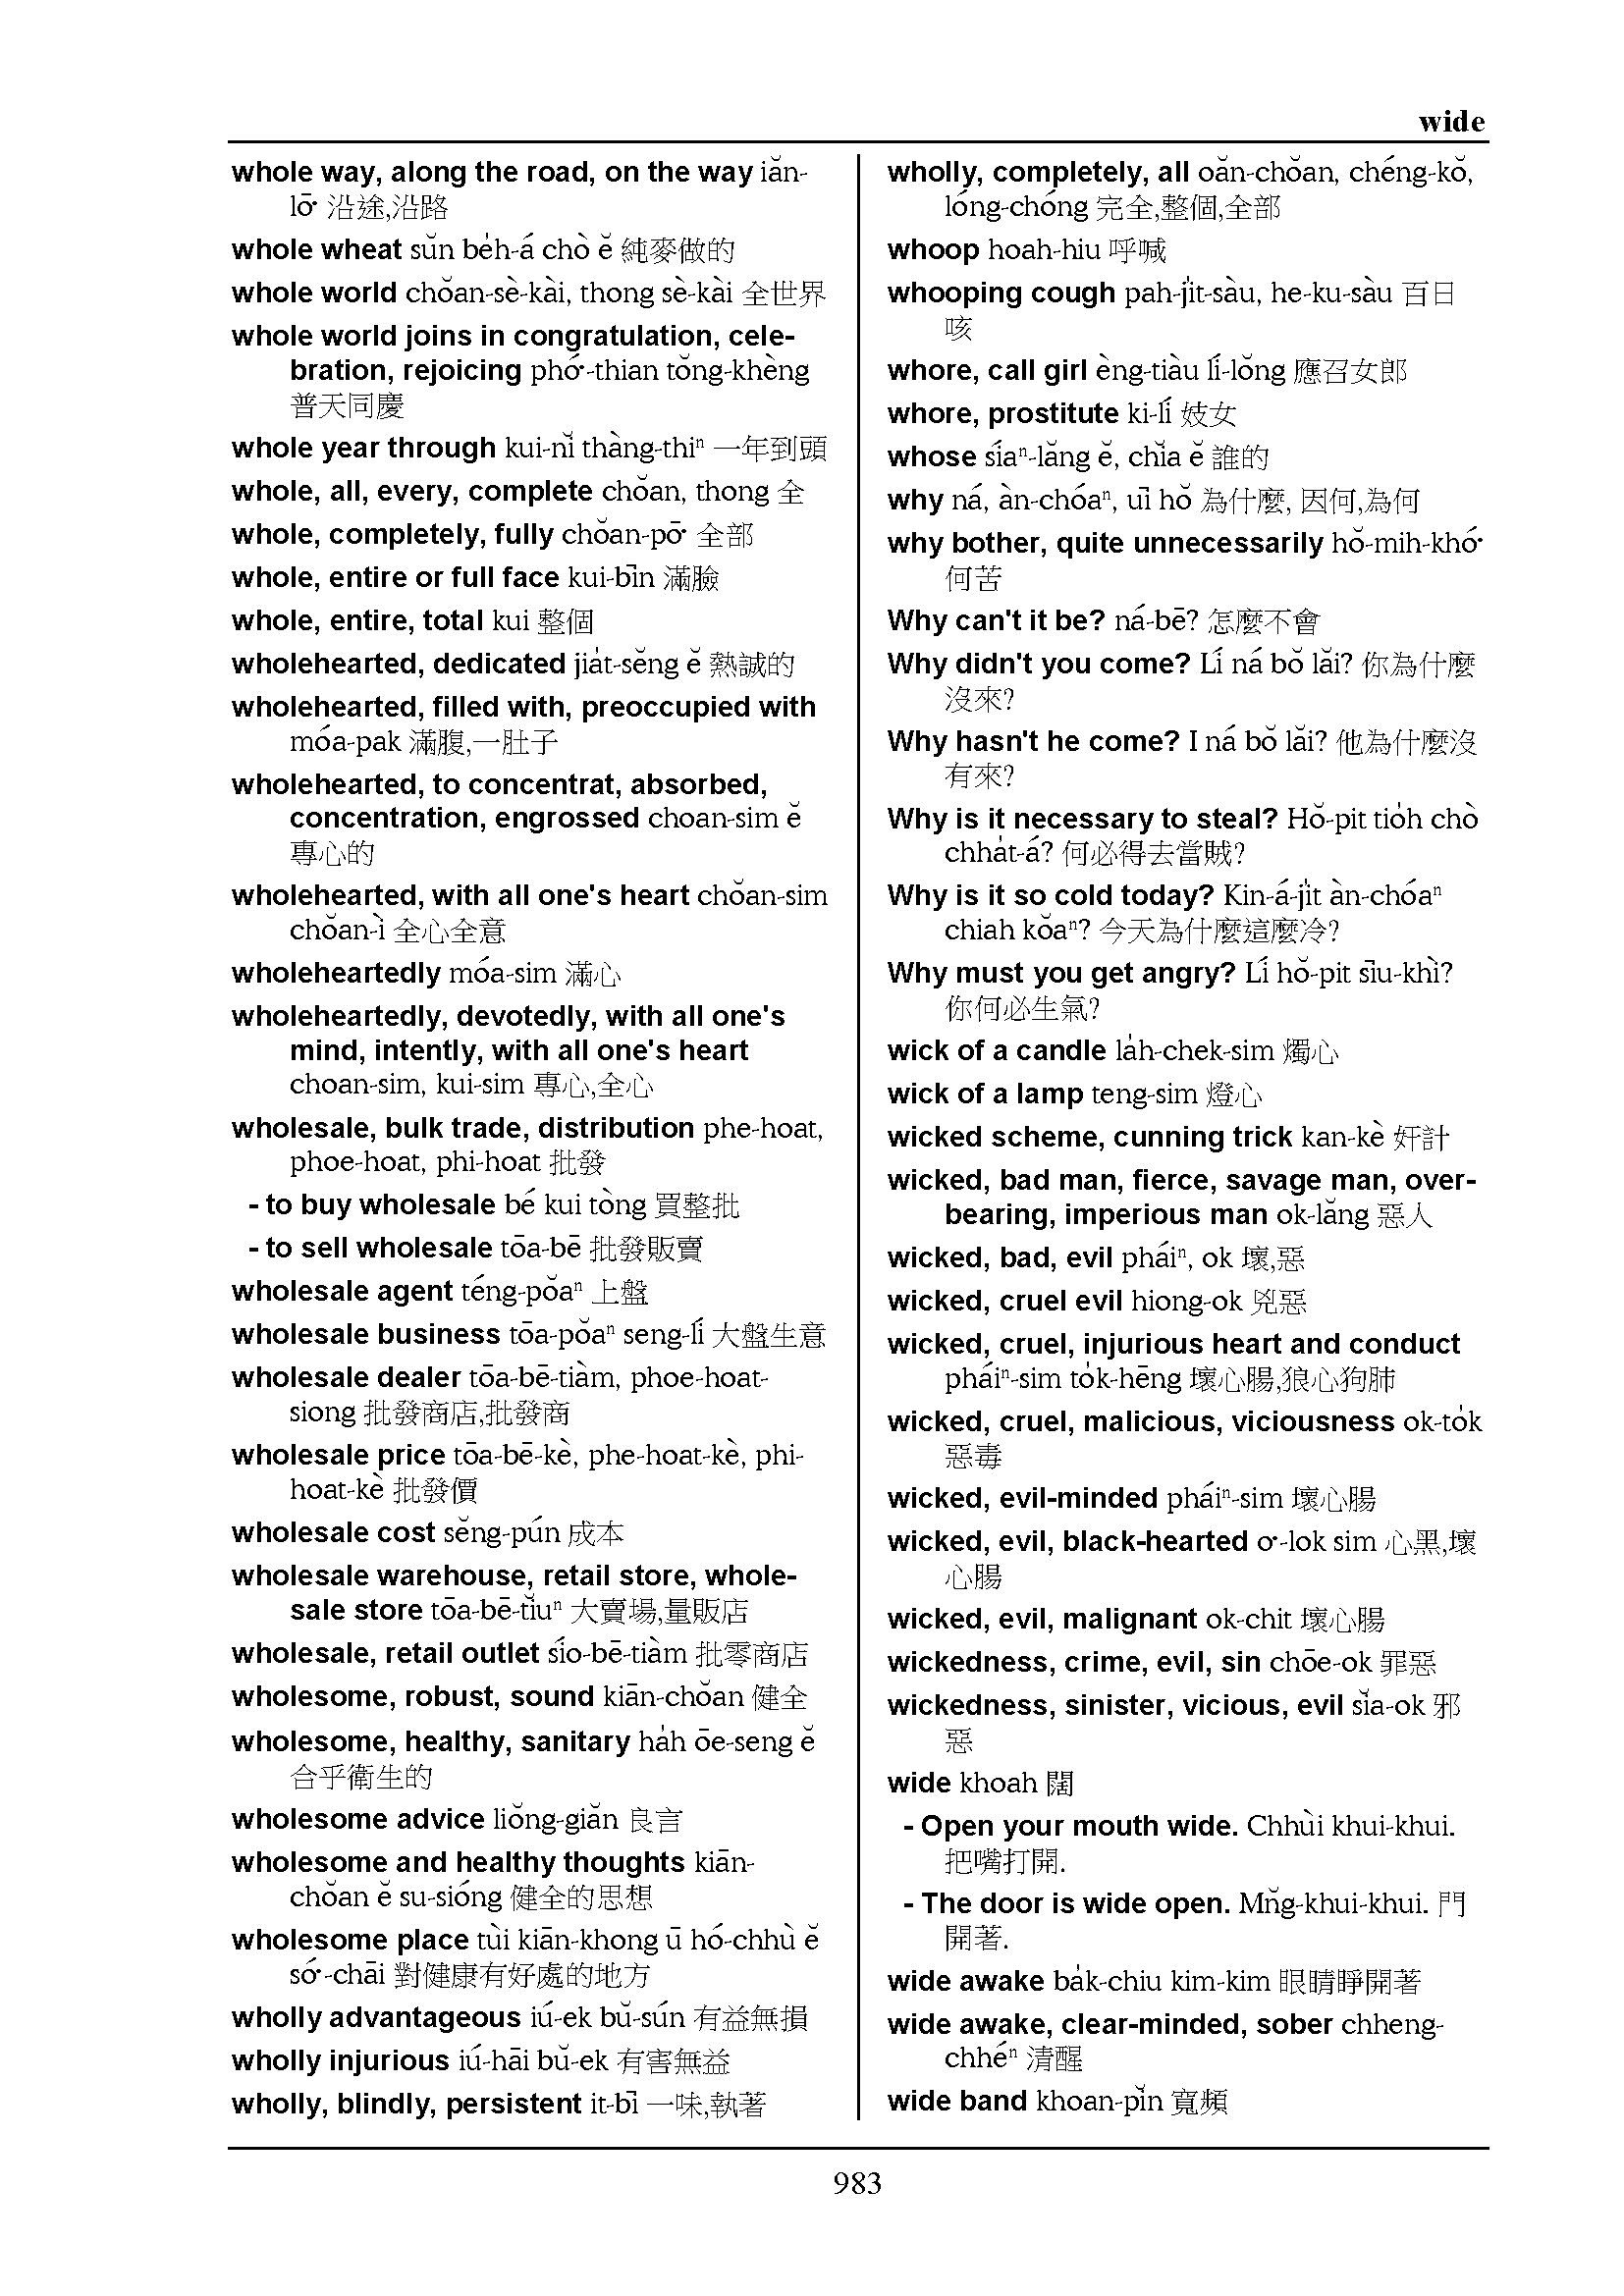 wide
whole way, along the road, on the way iăn-
lō͘ 沿途,沿路
whole wheat sŭn be̍h-á chò ĕ 純麥做的
whole world chŏan-sè-kài, thong sè-kài 全世界
whole world joins in congratulation, cele-
bration, rejoicing phó͘-thian tŏng-khèng
普天同慶
whole year through kui-nĭ thàng-thiⁿ 一年到頭
whole, all, every, complete chŏan, thong 全
whole, completely, fully chŏan-pō͘ 全部
whole, entire or full face kui-bīn 滿臉
whole, entire, total kui 整個
wholehearted, dedicated jia̍t-sĕng ĕ 熱誠的
wholehearted, filled with, preoccupied with
móa-pak 滿腹,一肚子
wholehearted, to concentrat, absorbed,
concentration, engrossed choan-sim ĕ
專心的
wholehearted, with all one's heart chŏan-sim
chŏan-ì 全心全意
wholeheartedly móa-sim 滿心
wholeheartedly, devotedly, with all one's
mind, intently, with all one's heart
choan-sim, kui-sim 專心,全心
wholesale, bulk trade, distribution phe-hoat,
phoe-hoat, phi-hoat 批發
- to buy wholesale bé kui tòng 買整批
- to sell wholesale tōa-bē 批發販賣
wholesale agent téng-pŏaⁿ 上盤
wholesale business tōa-pŏaⁿ seng-lí 大盤生意
wholesale dealer tōa-bē-tiàm, phoe-hoat-
siong 批發商店,批發商
wholesale price tōa-bē-kè, phe-hoat-kè, phi-
hoat-kè 批發價
wholesale cost sĕng-pún 成本
wholesale warehouse, retail store, whole-
sale store tōa-bē-tĭuⁿ 大賣場,量販店
wholesale, retail outlet sío-bē-tiàm 批零商店
wholesome, robust, sound kiān-chŏan 健全
wholesome, healthy, sanitary ha̍h ōe-seng ĕ
合乎衛生的
wholesome advice liŏng-giăn 良言
wholesome and healthy thoughts kiān-
chŏan ĕ su-sióng 健全的思想
wholesome place tùi kiān-khong ū hó-chhù ĕ
só͘-chāi 對健康有好處的地方
wholly advantageous iú-ek bŭ-sún 有益無損
wholly injurious iú-hāi bŭ-ek 有害無益
wholly, blindly, persistent it-bī 一味,執著
wholly, completely, all oăn-chŏan, chéng-kŏ,
lóng-chóng 完全,整個,全部
whoop hoah-hiu 呼喊
whooping cough pah-ji̍t-sàu, he-ku-sàu 百日
咳
whore, call girl èng-tiàu lí-lŏng 應召女郎
whore, prostitute ki-lí 妓女
whose síaⁿ-lăng ĕ, chĭa ĕ 誰的
why ná, àn-chóaⁿ, uī hŏ 為什麼, 因何,為何
why bother, quite unnecessarily hŏ-mih-khó͘
何苦
Why can't it be? ná-bē? 怎麼不會
Why didn't you come? Lí ná bŏ lăi? 你為什麼
沒來?
Why hasn't he come? I ná bŏ lăi? 他為什麼沒
有來?
Why is it necessary to steal? Hŏ-pit tio̍h chò
chha̍t-á? 何必得去當賊?
Why is it so cold today? Kin-á-ji̍t àn-chóaⁿ
chiah kŏaⁿ? 今天為什麼這麼冷?
Why must you get angry? Lí hŏ-pit sīu-khì?
你何必生氣?
wick of a candle la̍h-chek-sim 燭心
wick of a lamp teng-sim 燈心
wicked scheme, cunning trick kan-kè 奸計
wicked, bad man, fierce, savage man, over-
bearing, imperious man ok-lăng 惡人
wicked, bad, evil pháiⁿ, ok 壞,惡
wicked, cruel evil hiong-ok 兇惡
wicked, cruel, injurious heart and conduct
pháiⁿ-sim to̍k-hēng 壞心腸,狼心狗肺
wicked, cruel, malicious, viciousness ok-to̍k
惡毒
wicked, evil-minded pháiⁿ-sim 壞心腸
wicked, evil, black-hearted o͘-lok sim 心黑,壞
心腸
wicked, evil, malignant ok-chit 壞心腸
wickedness, crime, evil, sin chōe-ok 罪惡
wickedness, sinister, vicious, evil sĭa-ok 邪
惡
wide khoah 闊
- Open your mouth wide. Chhùi khui-khui.
把嘴打開.
- The door is wide open. Mn̆g-khui-khui. 門
開著.
wide awake ba̍k-chiu kim-kim 眼睛睜開著
wide awake, clear-minded, sober chheng-
chhéⁿ 清醒
wide band khoan-pĭn 寬頻
983